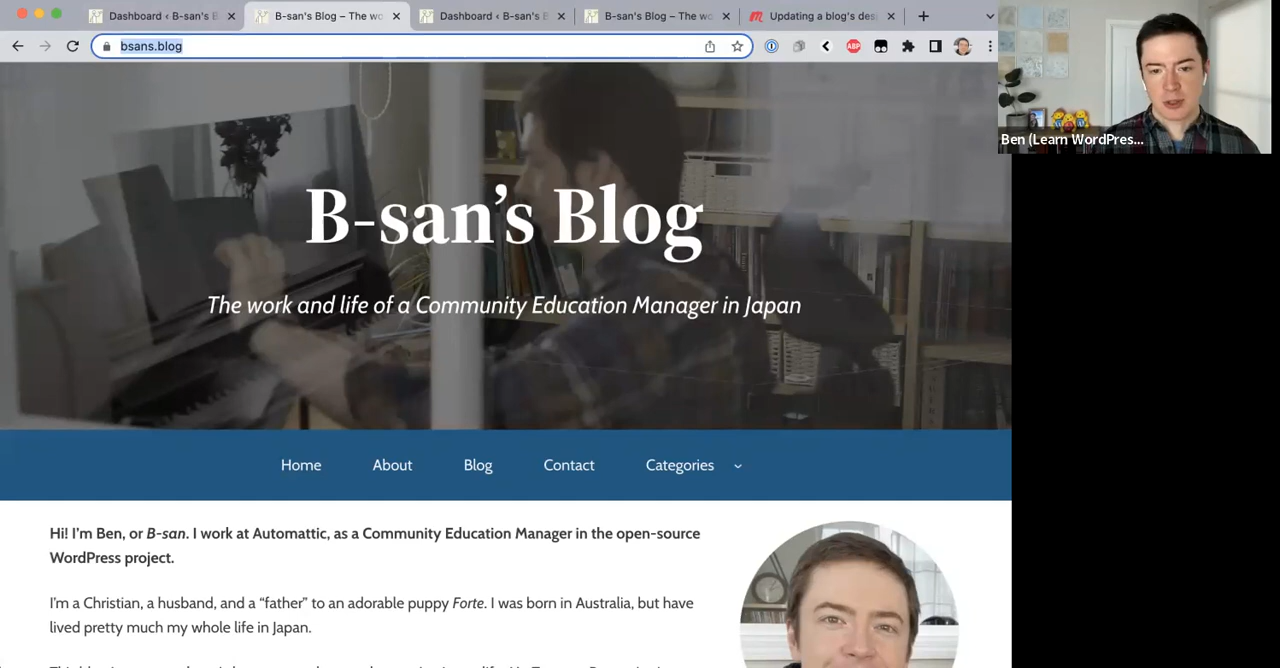 Dashboard ‹ B-san's B
B-san's Blog – The wo
Dashboard ‹ B-san's B
B-san's Blog – The wo
Updating a blog's des
bsans.blog
ABP
Ben (Learn WordPres...
B-san’s Blog
The work and life of a Community Education Manager in Japan
Home About Blog Contact Categories
Hi! I’m Ben, or B-san. I work at Automattic, as a Community Education Manager in the open-source
WordPress project.
I’m a Christian, a husband, and a “father” to an adorable puppy Forte. I was born in Australia, but have
lived pretty much my whole life in Japan.